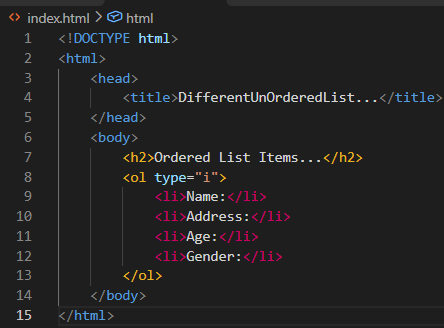 index.html > html
1 <!DOCTYPE html>
2 <html>
3 <head>
4 <title>DifferentUnOrderedList...</title>
5 </head>
6 <body>
7 <h2>Ordered List Items...</h2>
8 <ol type="i">
9 <li>Name:</li>
10 <li>Address:</li>
11 <li>Age:</li>
12 <li>Gender:</li>
13 </ol>
14 </body>
15 </html>